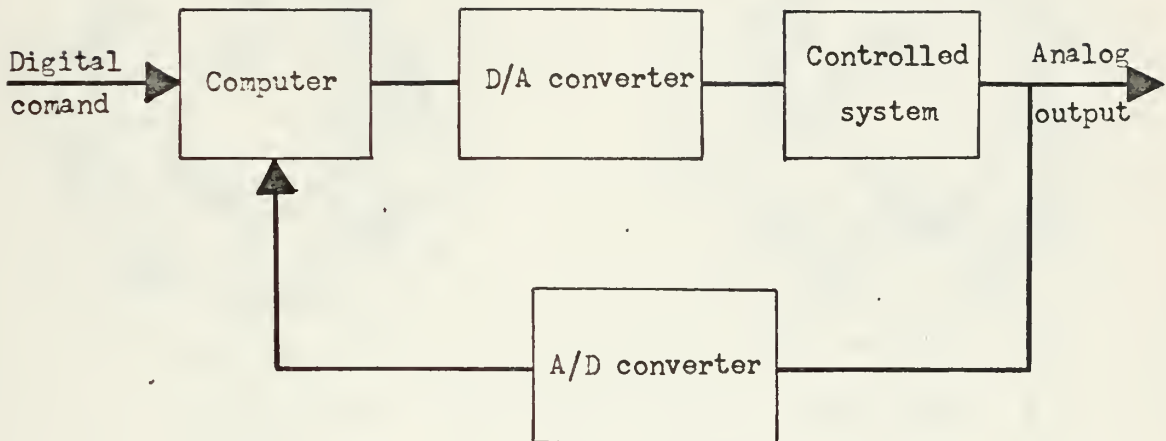 Digital
comand
Computer
D/A converter
Controlled
system
Analog
output
A/D converter